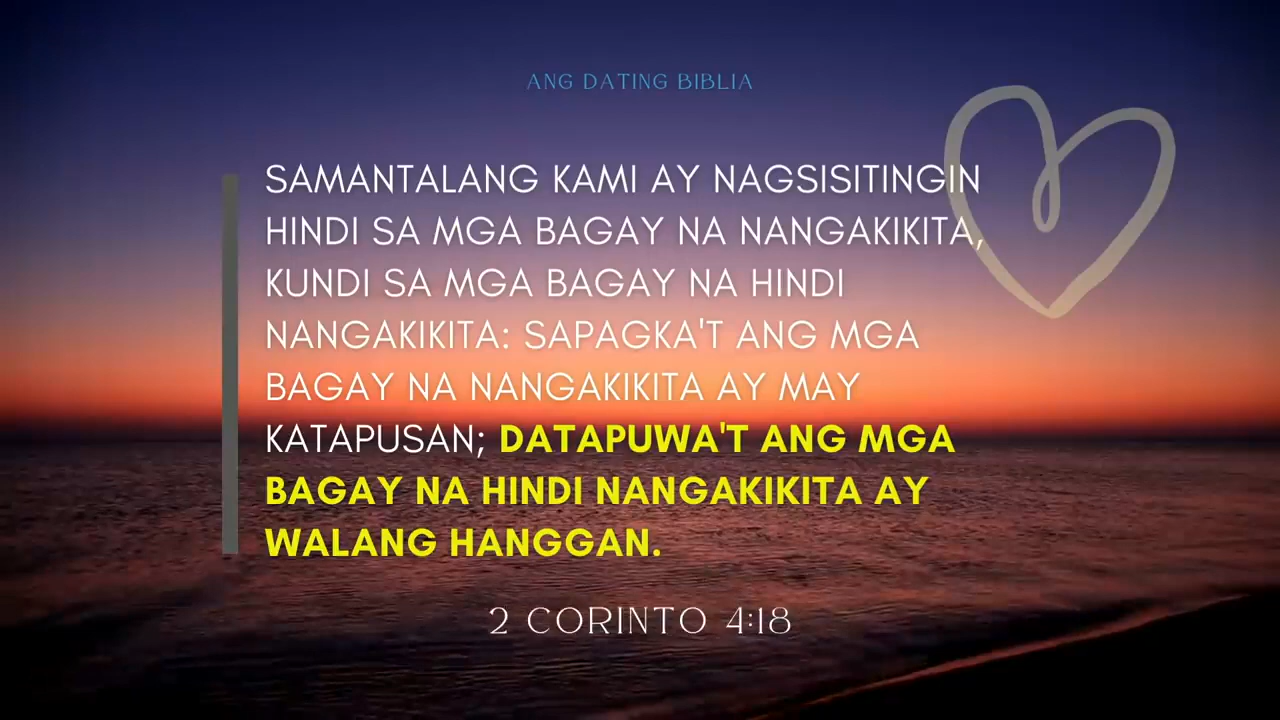 ANG DATING BIBLIA
SAMANTALANG KAMI AY NAGSISITINGIN
HINDI SA MGA BAGAY NA NANGAKIKITA,
KUNDI SA MGA BAGAY NA HINDI
NANGAKIKITA: SAPAGKA'T ANG MGA
BAGAY NA NANGAKIKITA AY MAY
KATAPUSAN; DATAPUWA'T ANG MGA
BAGAY NA HINDI NANGAKIKITA AY
WALANG HANGGAN.
2 CORINTO 4:18